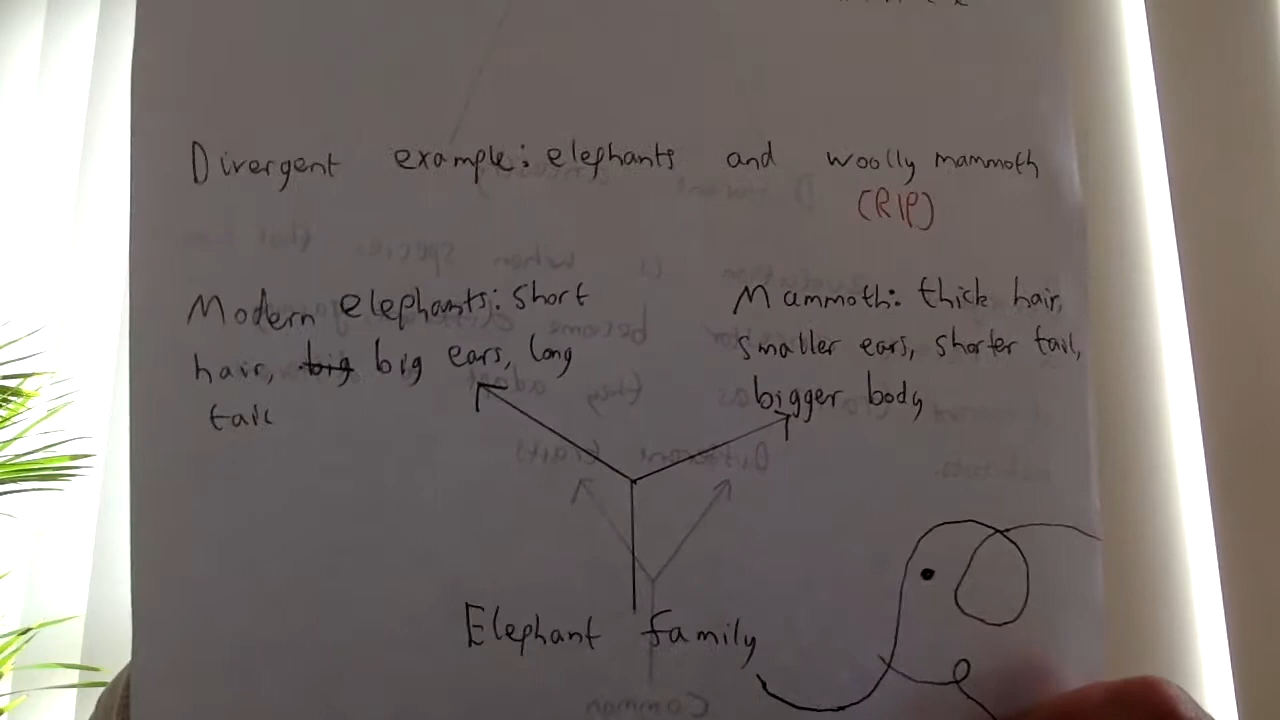 Divergent example: elephants and woolly mammoth
(RIP)
Modern elephants: short
hair, big big ears, long
tail
Mammoth: thick hair,
smaller ears, shorter tail,
bigger body
Elephant family